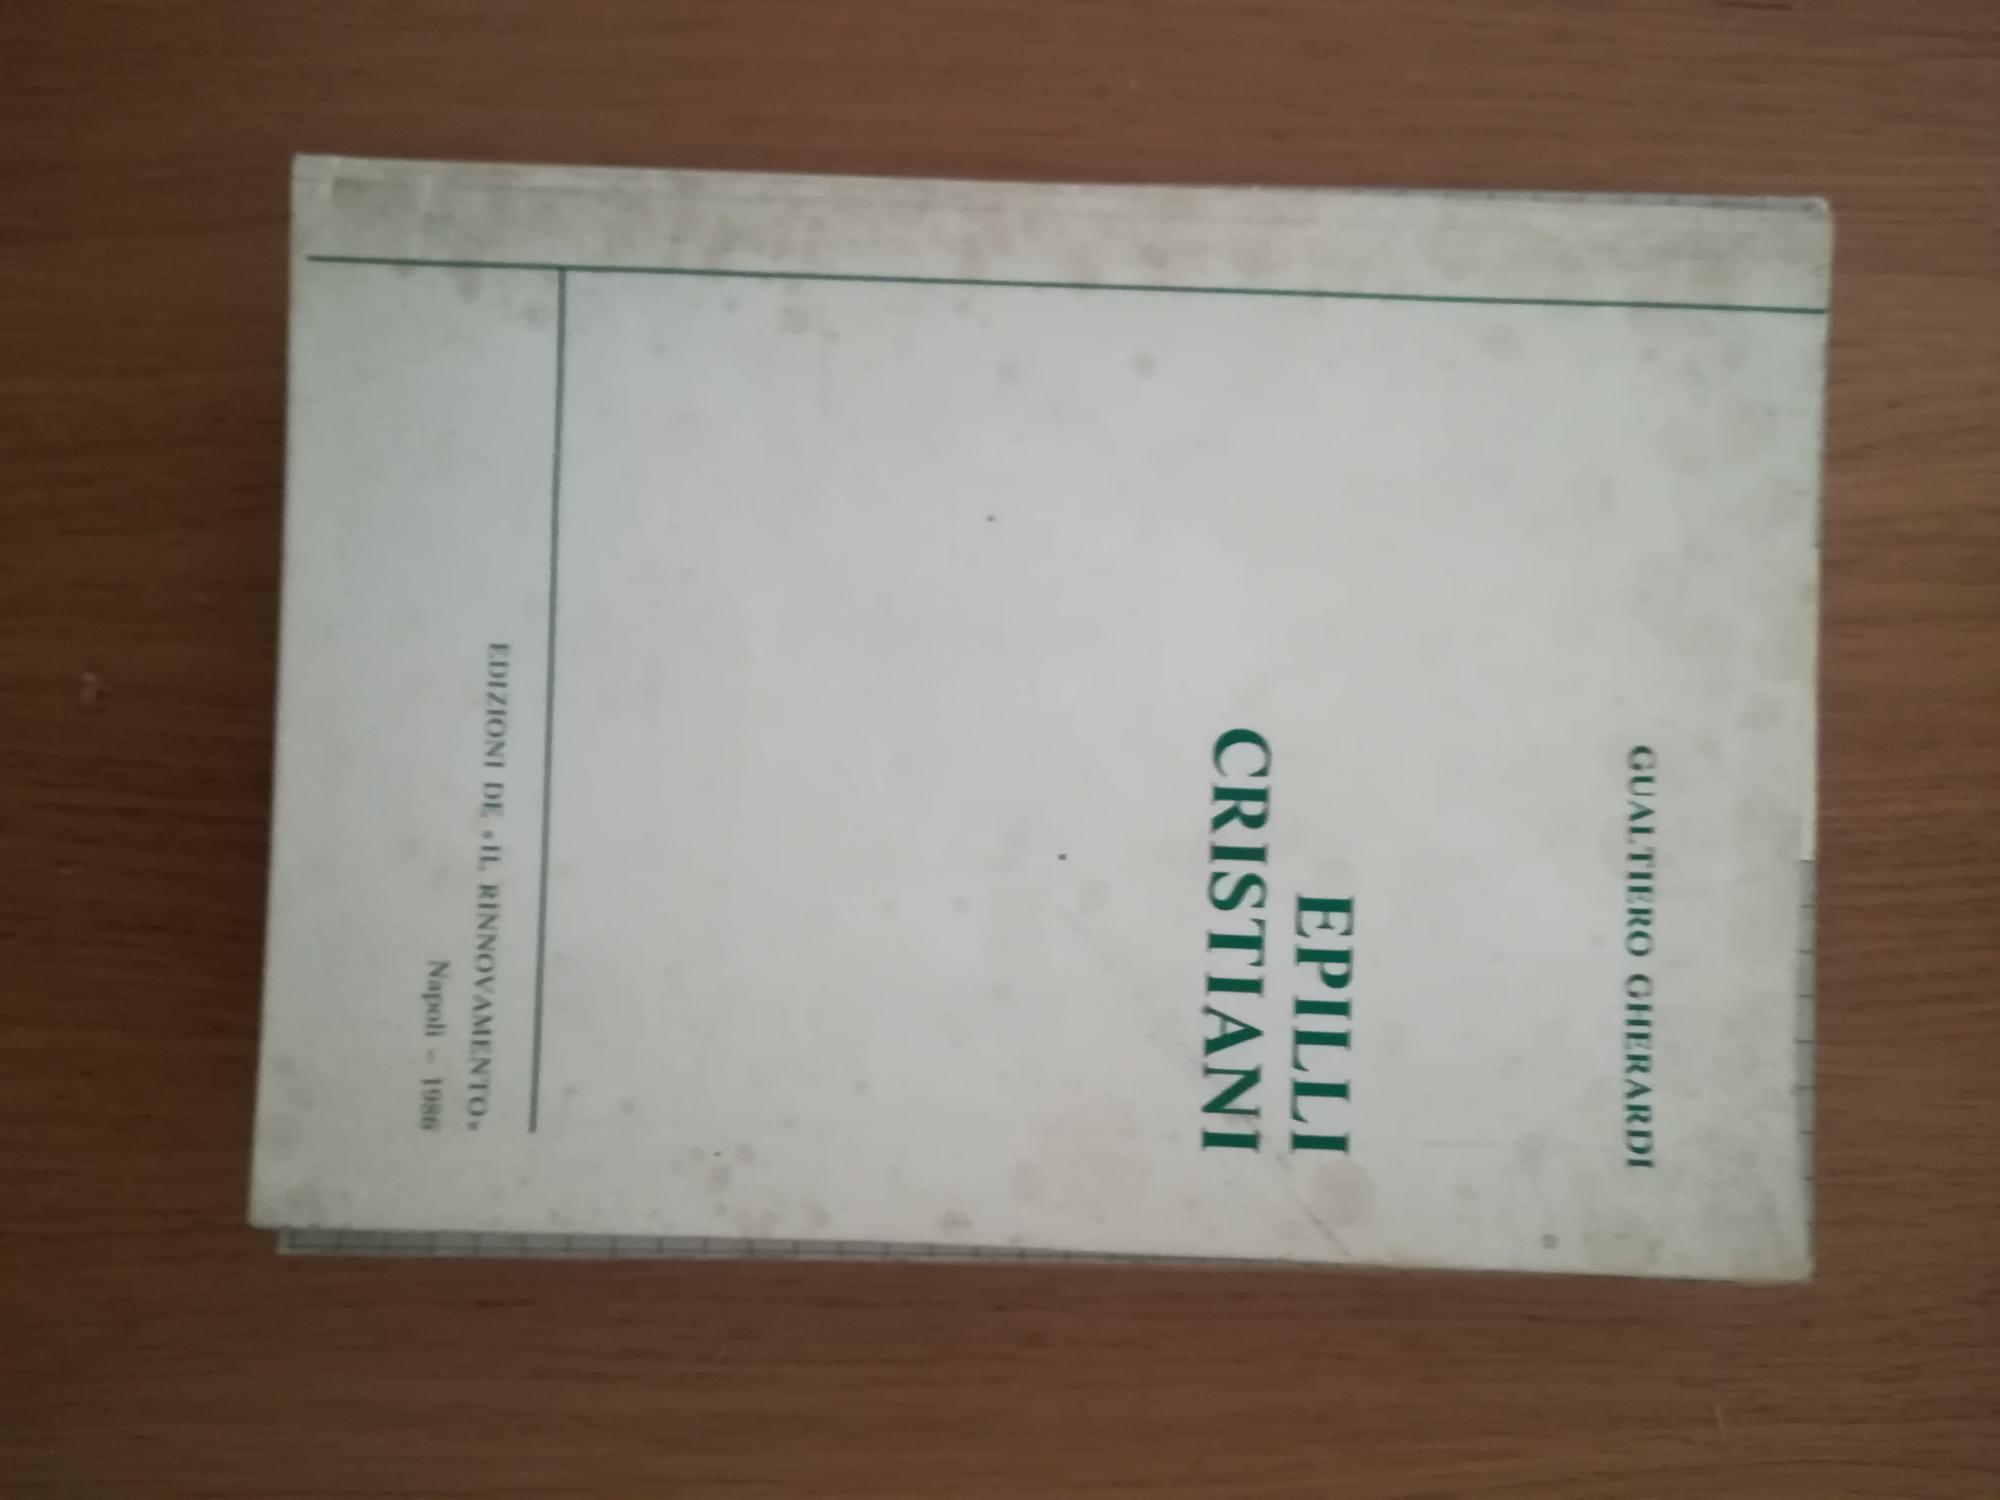 GUALTIERO GHERARDI
EPILLI
CRISTIANI
EDIZIONI DE «IL RINNOVAMENTO»
Napoli - 1986